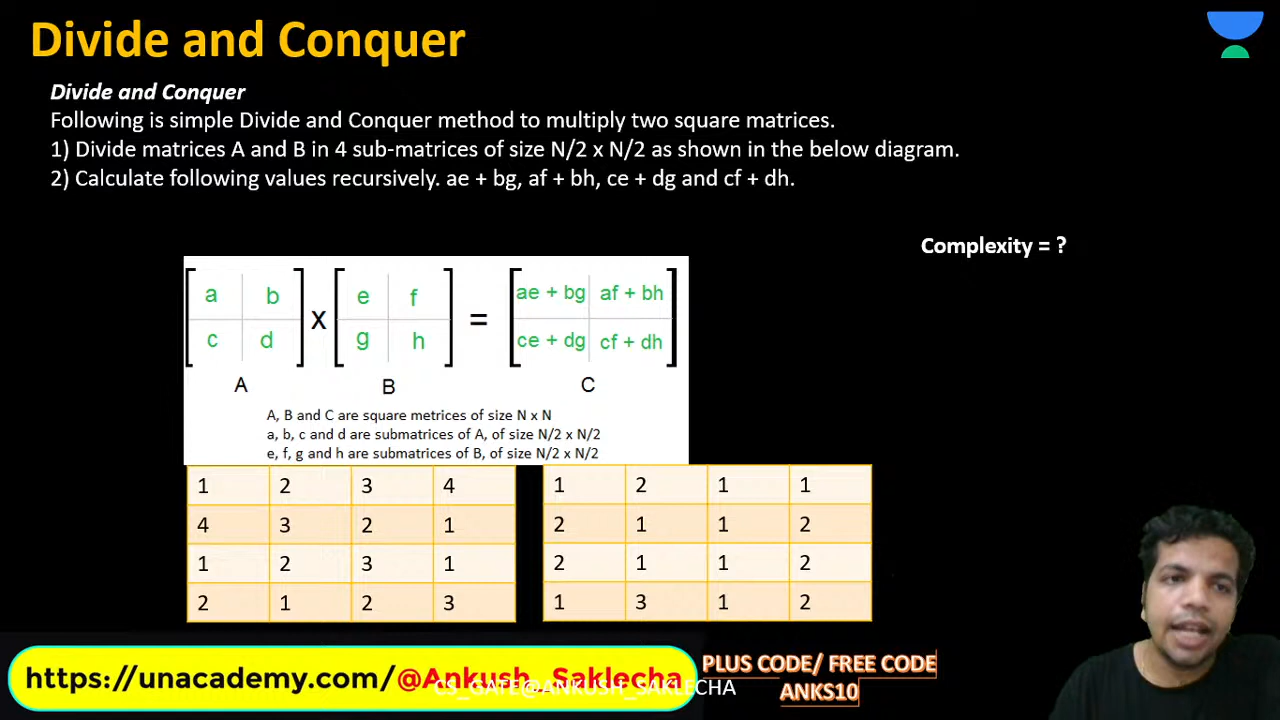 Divide and Conquer
Divide and Conquer
Following is simple Divide and Conquer method to multiply two square matrices.
1) Divide matrices A and B in 4 sub-matrices of size N/2 x N/2 as shown in the below diagram.
2) Calculate following values recursively. ae + bg, af + bh, ce + dg and cf + dh.
Complexity = ?
a b e f ae + bg af + bh
x =
c d g h ce + dg cf + dh
A B C
A, B and C are square metrices of size N x N
a, b, c and d are submatrices of A, of size N/2 x N/2
e, f, g and h are submatrices of B, of size N/2 x N/2
1 2 3 4 1 2 1 1
4 3 2 1 2 1 1 2
1 2 3 1 2 1 1 2
2 1 2 3 1 3 1 2
https://unacademy.com/@Ankush_Saklecha
CS_GATE@ANKUSH_SAKLECHA
PLUS CODE/ FREE CODE
ANKS10